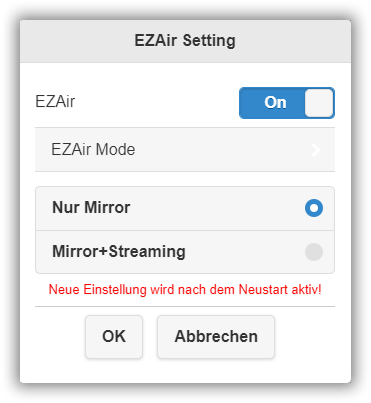 EZAir Setting
EZAir
On
EZAir Mode
Nur Mirror
Mirror+Streaming
Neue Einstellung wird nach dem Neustart aktiv!
OK
Abbrechen